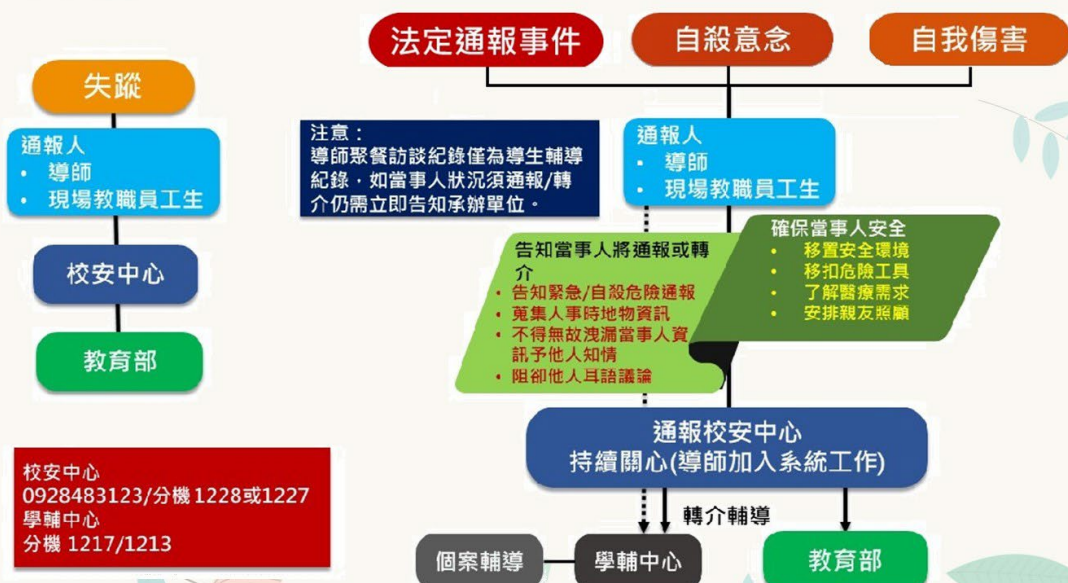 法定通報事件
自殺意念
自我傷害
失蹤
通報人
• 導師
• 現場教職員工生
校安中心
教育部
注意：
導師聚餐訪談紀錄僅為導生輔導
紀錄，如當事人狀況須通報/轉
介仍需立即告知承辦單位。
通報人
• 導師
• 現場教職員工生
告知當事人將通報或轉
介
• 告知緊急/自殺危險通報
• 蒐集人事時地物資訊
• 不得無故洩漏當事人資
訊予他人知情
• 阻卻他人耳語議論
確保當事人安全
• 移置安全環境
• 移扣危險工具
• 了解醫療需求
• 安排親友照顧
通報校安中心
持續關心(導師加入系統工作)
轉介輔導
個案輔導
學輔中心
教育部
校安中心
0928483123/分機1228或1227
學輔中心
分機 1217/1213